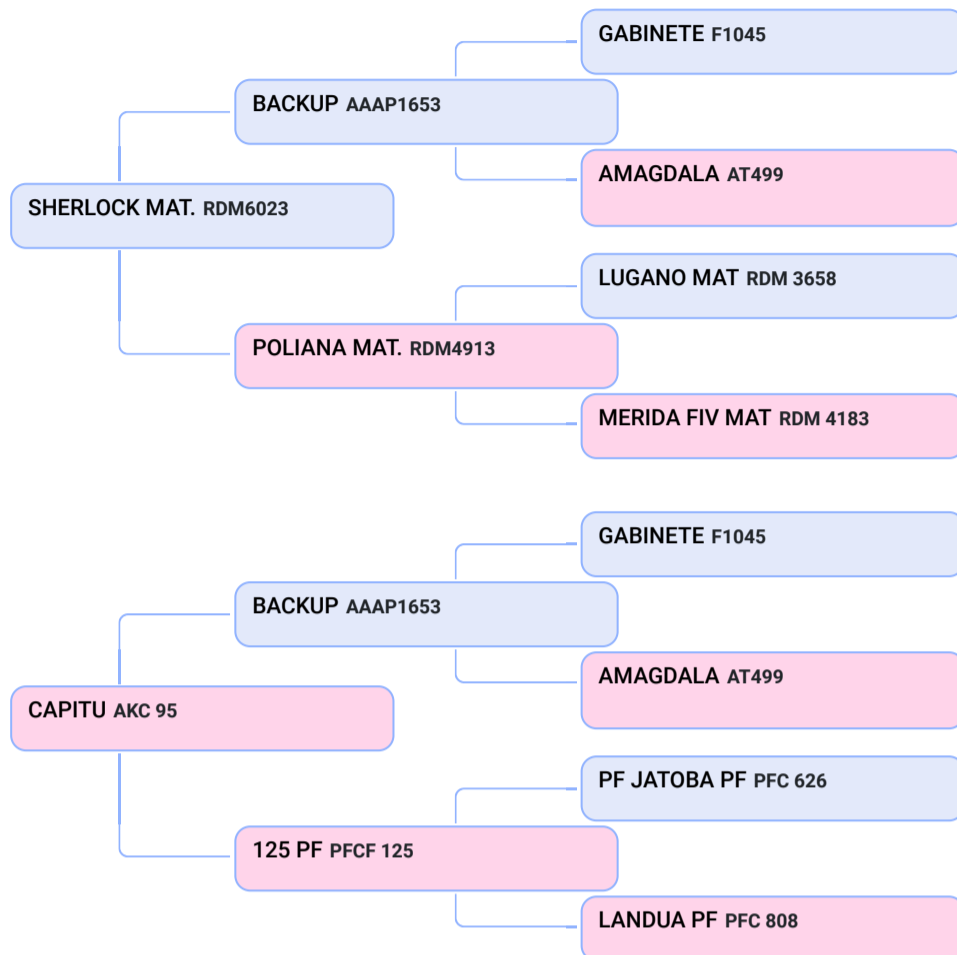 GABINETE F1045
BACKUP AAAP1653
AMAGDALA AT499
SHERLOCK MAT. RDM6023
LUGANO MAT RDM 3658
POLIANA MAT. RDM4913
MERIDA FIV MAT RDM 4183
GABINETE F1045
BACKUP AAAP1653
AMAGDALA AT499
CAPITU AKC 95
PF JATOBA PF PFC 626
125 PF PFCF 125
LANDUA PF PFC 808